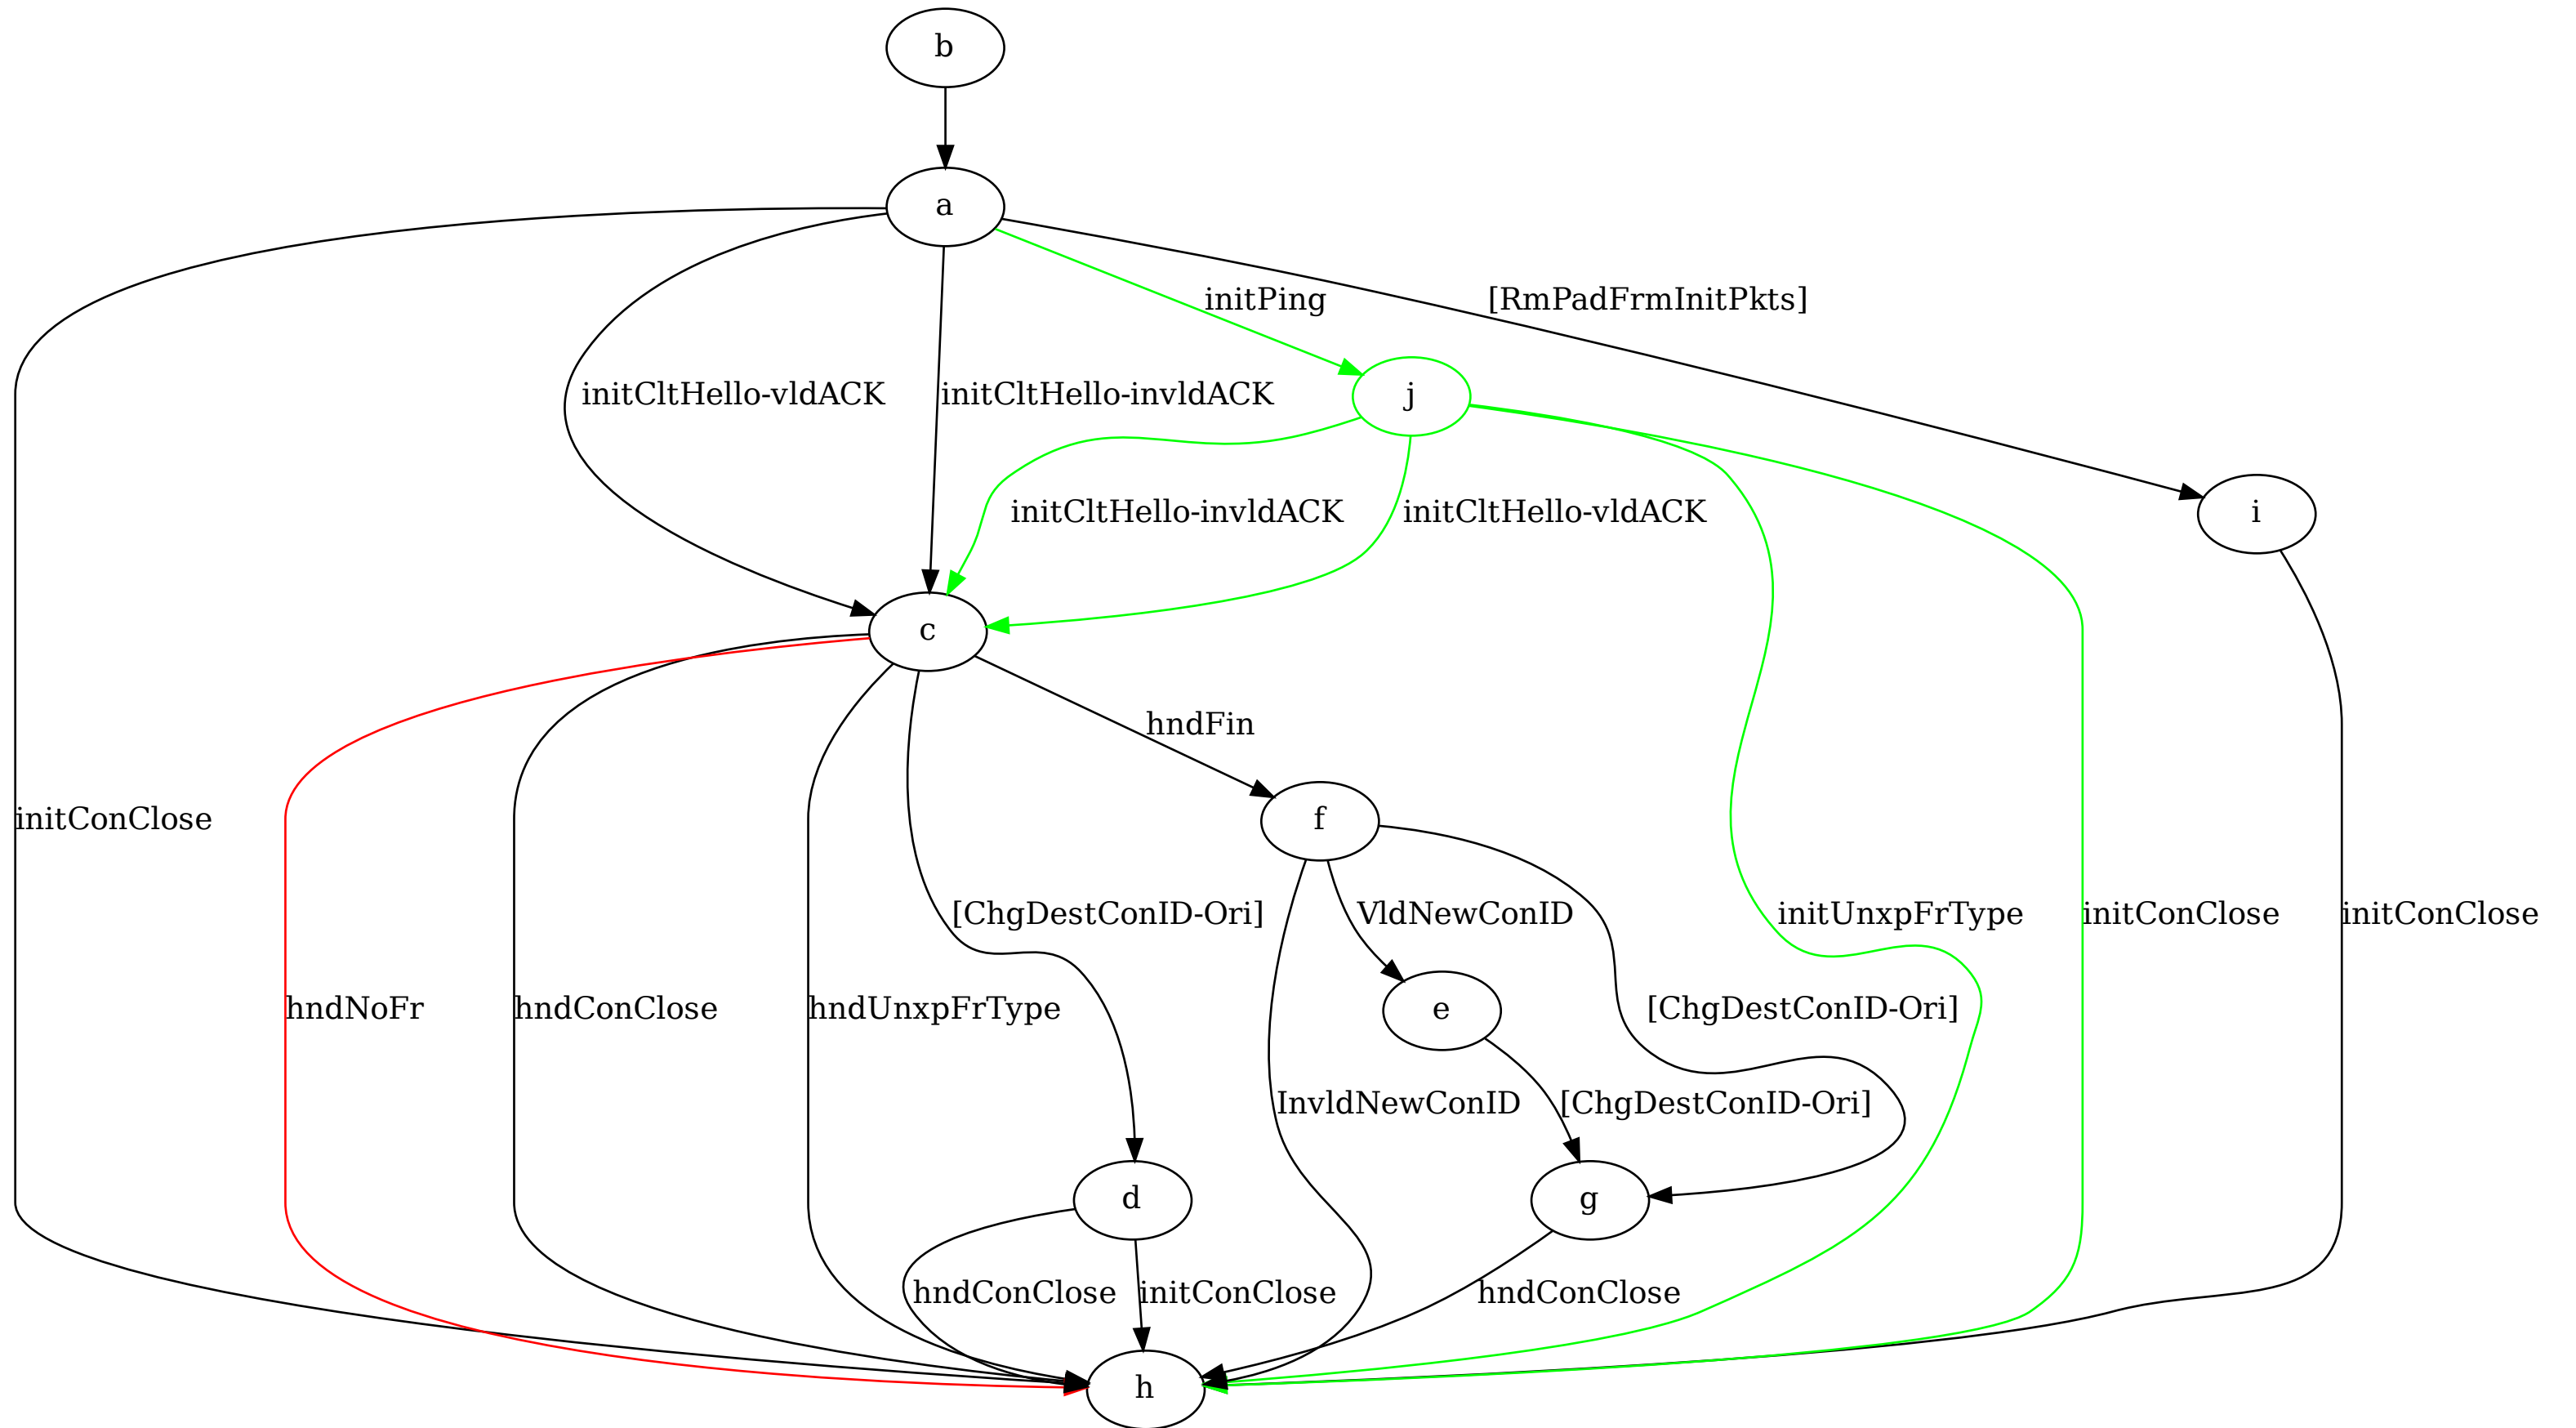 b
a
initPing
[RmPadFrmInitPkts]
initCltHello-vldACK
initCltHello-invldACK
j
initCltHello-invldACK
initCltHello-vldACK
i
c
hndFin
initConClose
f
[ChgDestConID-Ori]
VldNewConID
initUnxpFrType
initConClose
initConClose
hndNoFr
hndConClose
hndUnxpFrType
e
[ChgDestConID-Ori]
InvldNewConID
[ChgDestConID-Ori]
d
g
hndConClose
initConClose
hndConClose
h